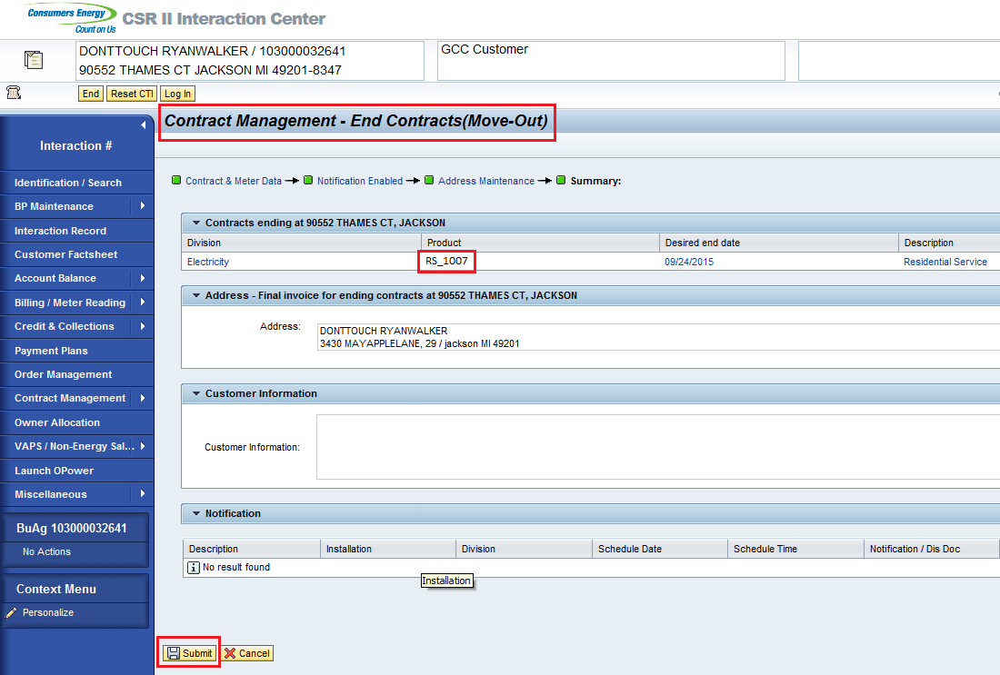 Consumers Energy
Count on Us
CSR II Interaction Center
DONTTOUCH RYANWALKER / 103000032641
90552 THAMES CT JACKSON MI 49201-8347
GCC Customer
End Reset CTI Log In
Contract Management - End Contracts(Move-Out)
Interaction #
Identification / Search
BP Maintenance
Interaction Record
Customer Factsheet
Account Balance
Billing / Meter Reading
Credit & Collections
Payment Plans
Order Management
Contract Management
Owner Allocation
VAPS / Non-Energy Sal...
Launch OPower
Miscellaneous
BuAg 103000032641
No Actions
Context Menu
Personalize
Contract & Meter Data Notification Enabled Address Maintenance Summary:
Contracts ending at 90552 THAMES CT, JACKSON
Division Product Desired end date Description
Electricity RS_1007 09/24/2015 Residential Service
Address - Final invoice for ending contracts at 90552 THAMES CT, JACKSON
Address: DONTTOUCH RYANWALKER
3430 MAYAPPLELANE, 29 / jackson MI 49201
Customer Information
Customer Information:
Notification
Description Installation Division Schedule Date Schedule Time Notification / Dis Doc
No result found
Installation
Submit Cancel